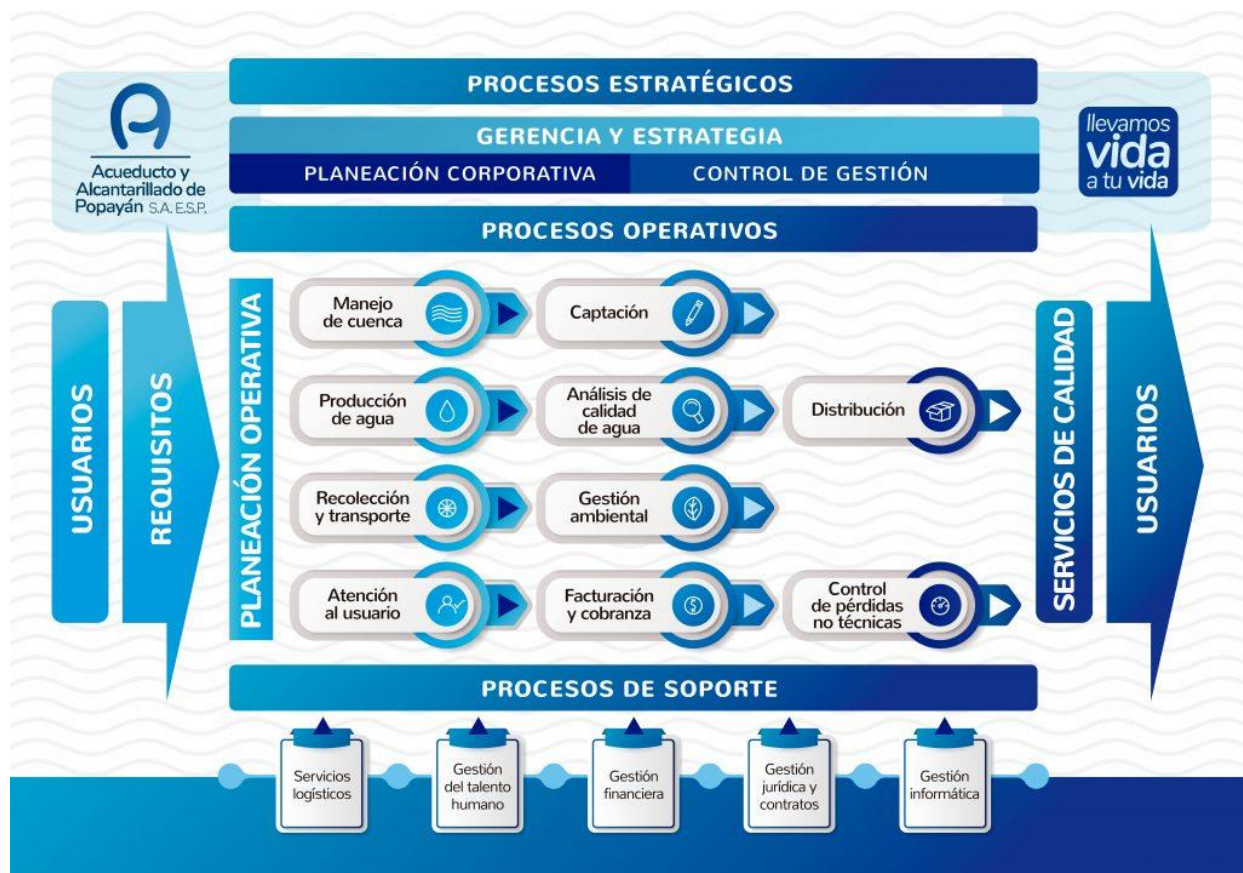 PROCESOS ESTRATÉGICOS
Acueducto y
Alcantarillado de
Popayán S.A. E.S.P.
GERENCIA Y ESTRATEGIA
PLANEACIÓN CORPORATIVA
CONTROL DE GESTIÓN
llevamos
vida
a tu vida
PROCESOS OPERATIVOS
USUARIOS
REQUISITOS
PLANEACIÓN OPERATIVA
Manejo
de cuenca
Captación
Producción
de agua
Análisis de
calidad
de agua
Distribución
Recolección
y transporte
Gestión
ambiental
Atención
al usuario
Facturación
y cobranza
Control
de pérdidas
no técnicas
SERVICIOS DE CALIDAD
USUARIOS
PROCESOS DE SOPORTE
Servicios
logísticos
Gestión
del talento
humano
Gestión
financiera
Gestión
jurídica y
contratos
Gestión
informática